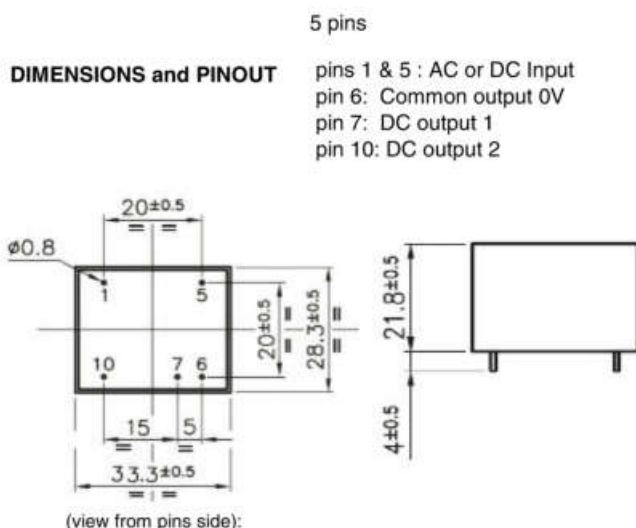 5 pins
DIMENSIONS and PINOUT
pins 1 & 5 : AC or DC Input
pin 6: Common output 0V
pin 7: DC output 1
pin 10: DC output 2
20±0.5
ø0.8
1
5
10
7
6
20±0.5
28.3±0.5
21.8±0.5
15
5
4±0.5
33.3±0.5
(view from pins side):